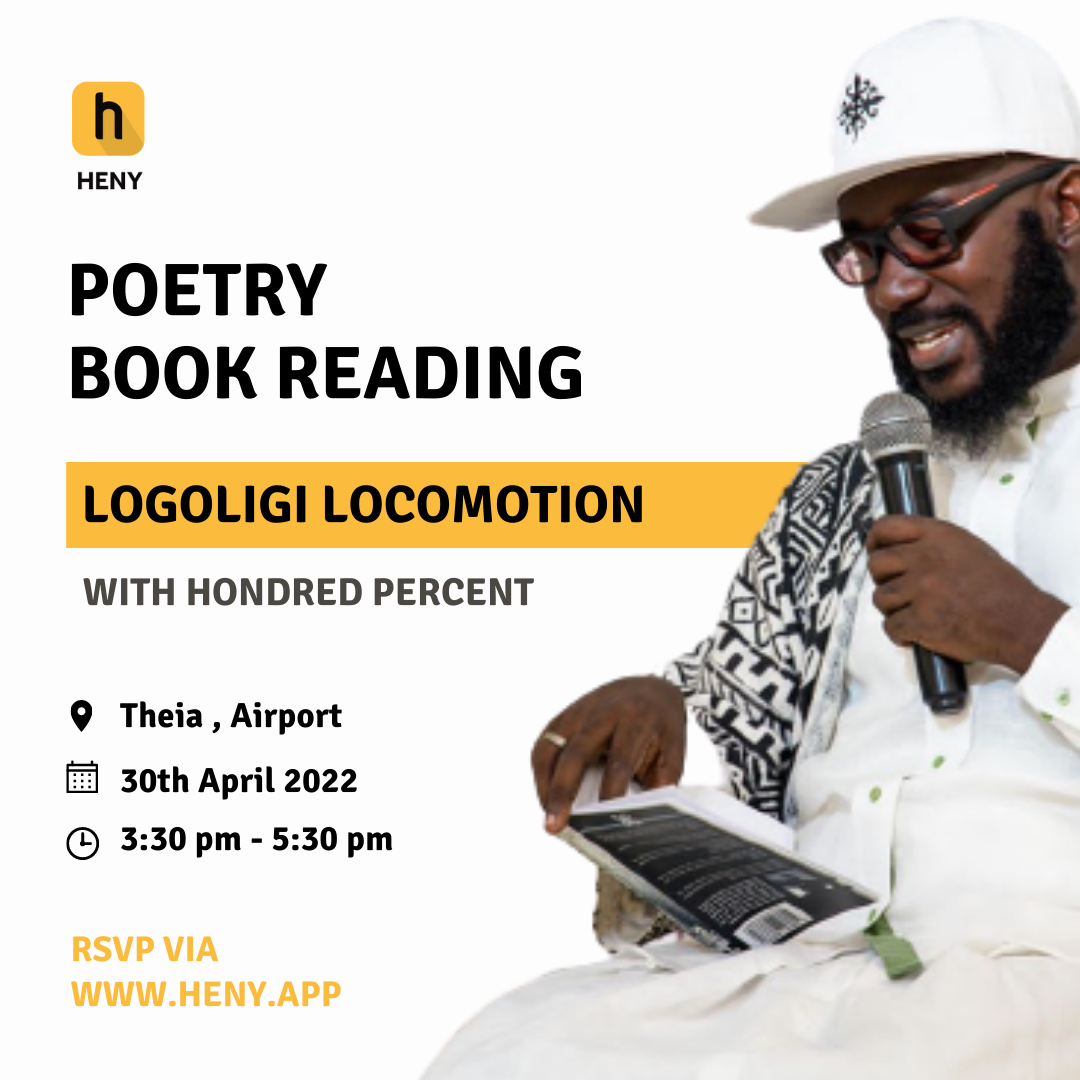 h
HENY
POETRY
BOOK READING
LOGOLIGI LOCOMOTION
WITH HONDRED PERCENT
Theia , Airport
30th April 2022
3:30 pm - 5:30 pm
RSVP VIA
WWW.HENY.APP